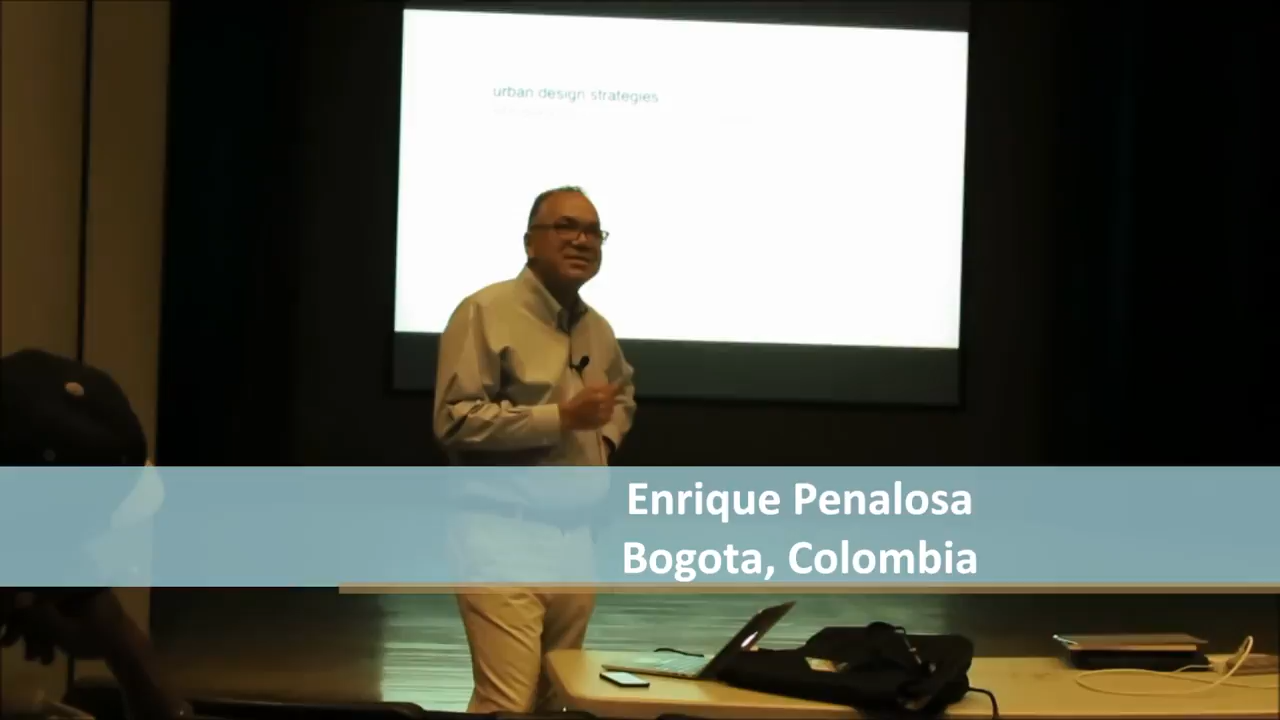 urban design strategies
Enrique Penalosa
Bogota, Colombia